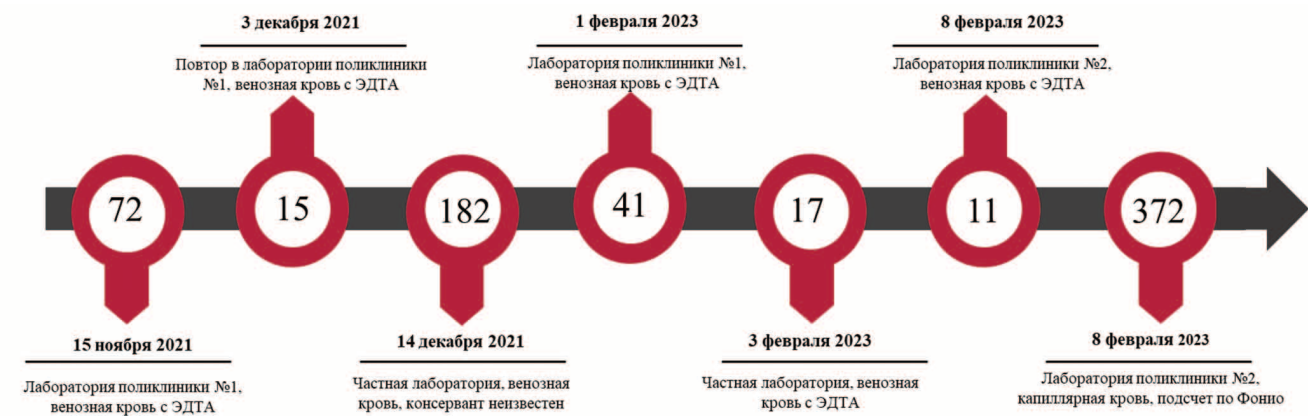 3 декабря 2021
Повтор в лаборатории поликлиники
№1, венозная кровь с ЭДТА
1 февраля 2023
Лаборатория поликлиники №1,
венозная кровь с ЭДТА
8 февраля 2023
Лаборатория поликлиники №2,
венозная кровь с ЭДТА
72
15
182
41
17
11
372
15 ноября 2021
Лаборатория поликлиники №1,
венозная кровь с ЭДТА
14 декабря 2021
Частная лаборатория, венозная
кровь, консервант неизвестен
3 февраля 2023
Частная лаборатория, венозная
кровь с ЭДТА
8 февраля 2023
Лаборатория поликлиники №2,
капиллярная кровь, подсчет по Фонио